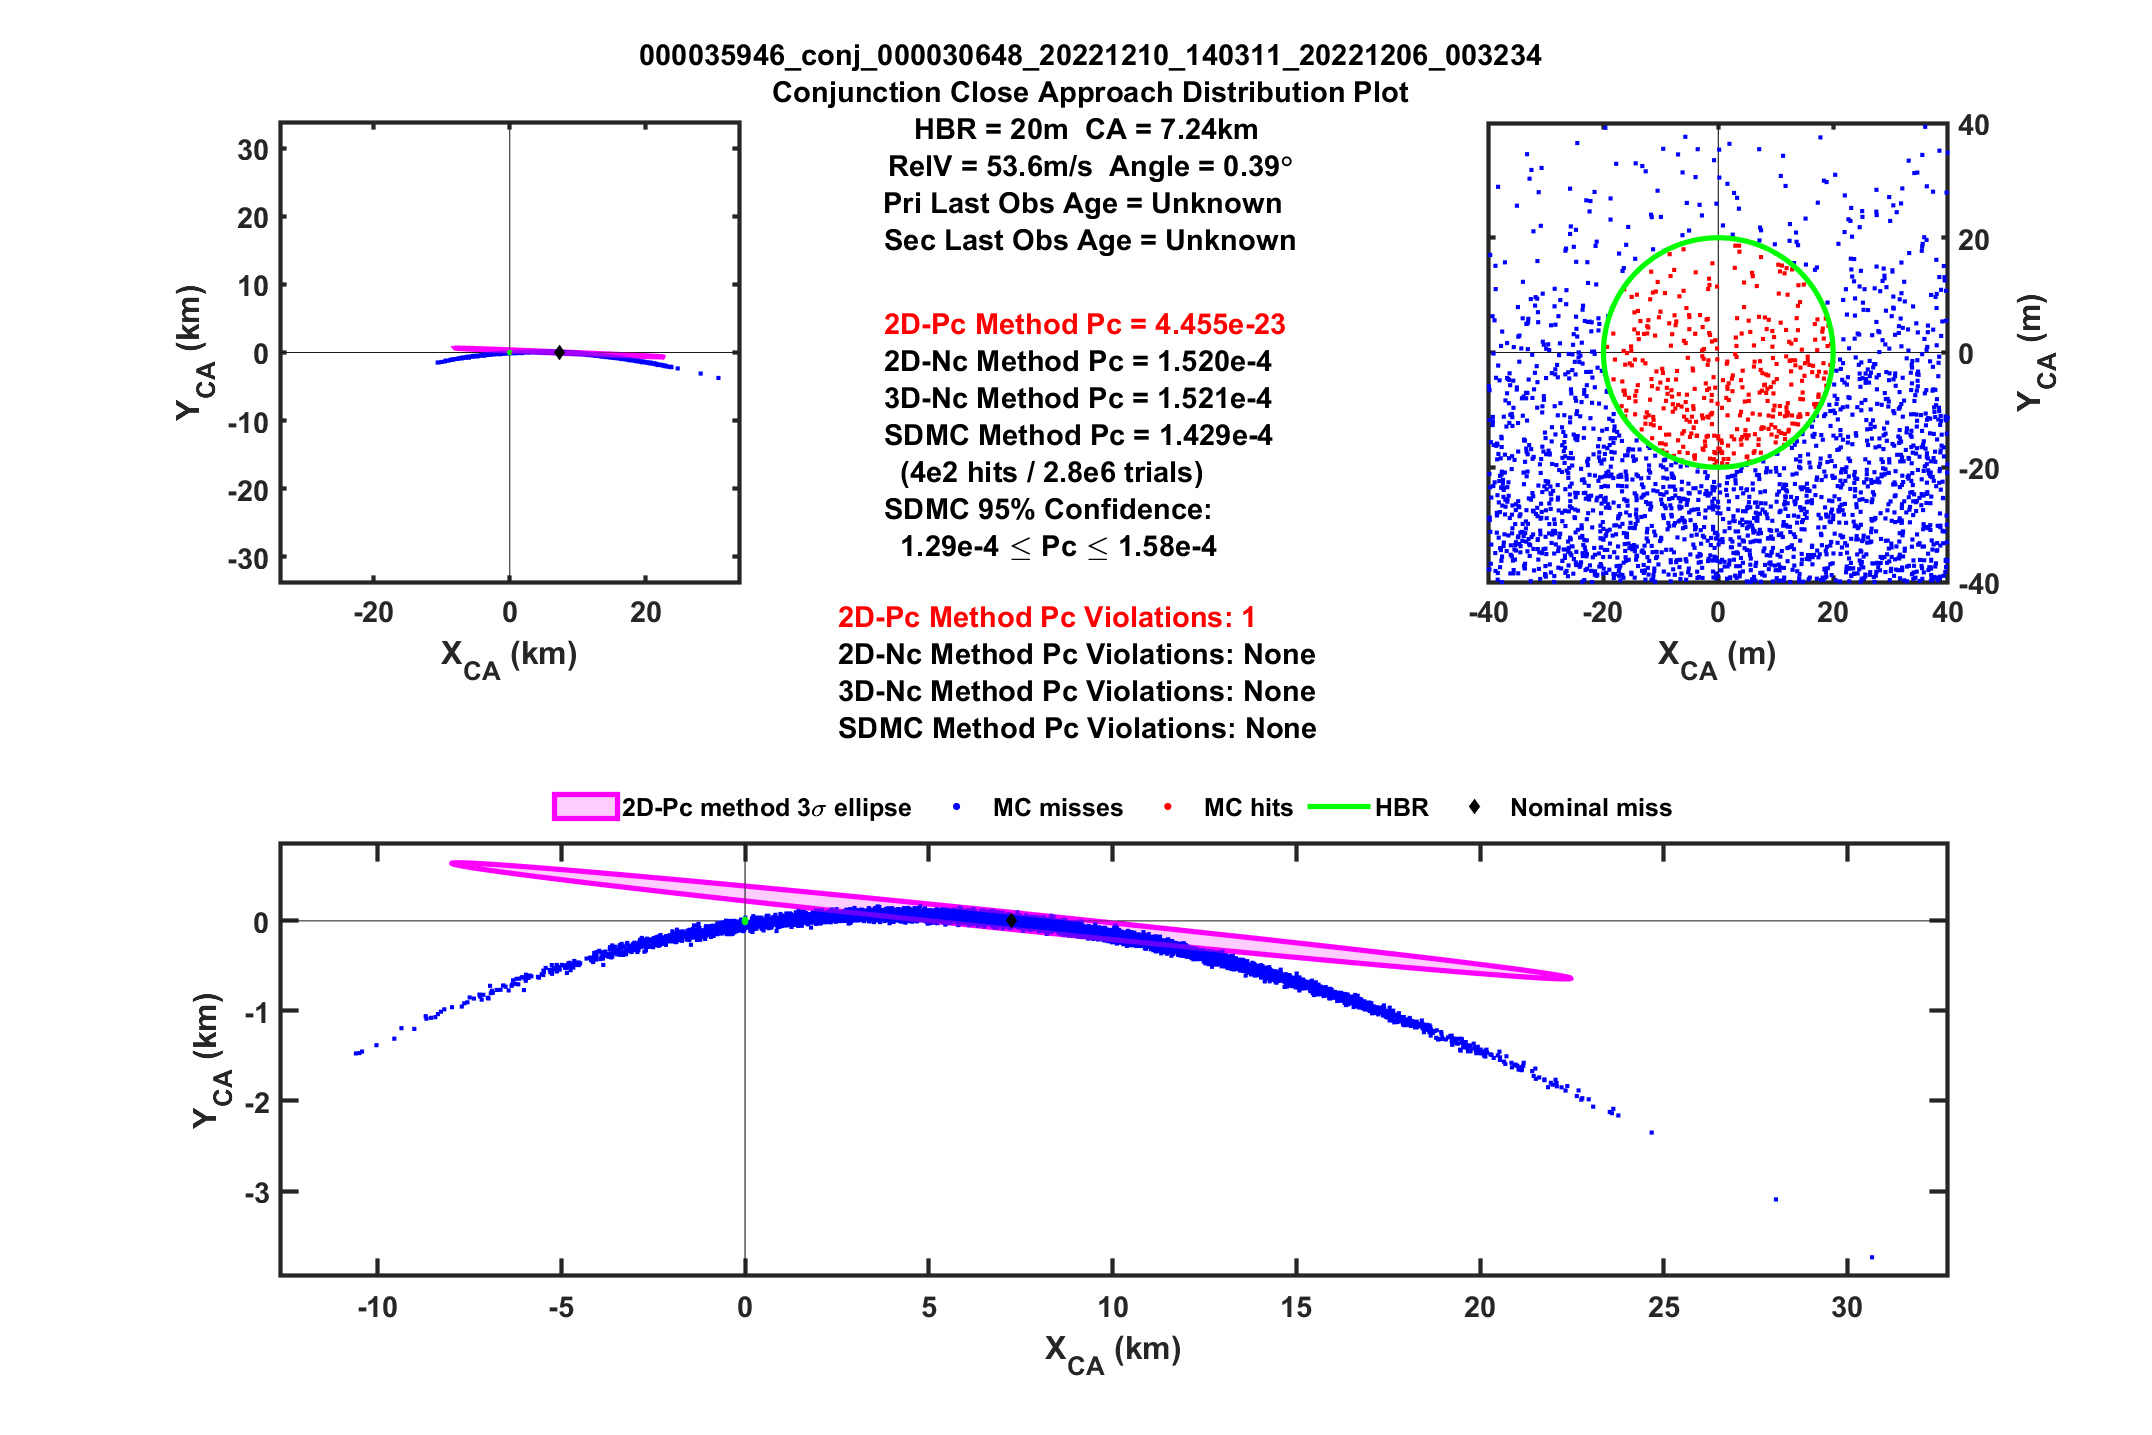 000035946_conj_000030648_20221210_140311_20221206_003234
Conjunction Close Approach Distribution Plot
HBR = 20m  CA = 7.24km
RelV = 53.6m/s  Angle = 0.39°
Pri Last Obs Age = Unknown
Sec Last Obs Age = Unknown
2D-Pc Method Pc = 4.455e-23
2D-Nc Method Pc = 1.520e-4
3D-Nc Method Pc = 1.521e-4
SDMC Method Pc = 1.429e-4
(4e2 hits / 2.8e6 trials)
SDMC 95% Confidence:
1.29e-4 ≤ Pc ≤ 1.58e-4
2D-Pc Method Pc Violations: 1
2D-Nc Method Pc Violations: None
3D-Nc Method Pc Violations: None
SDMC Method Pc Violations: None
30
20
10
0
-10
-20
-30
Y_CA (km)
-20 0 20
X_CA (km)
40
20
0
-20
-40
Y_CA (m)
-40 -20 0 20 40
X_CA (m)
2D-Pc method 3σ ellipse MC misses MC hits HBR Nominal miss
0
-1
-2
-3
Y_CA (km)
-10 -5 0 5 10 15 20 25 30
X_CA (km)